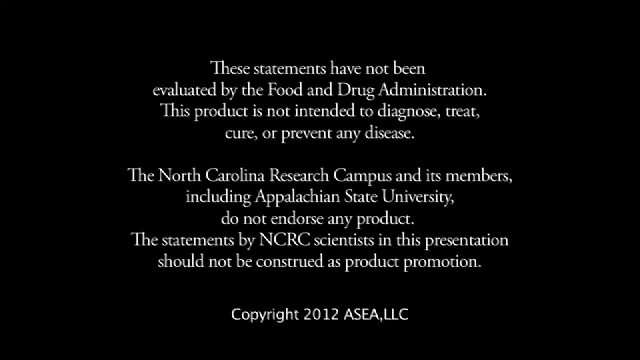 These statements have not been
evaluated by the Food and Drug Administration.
This product is not intended to diagnose, treat,
cure, or prevent any disease.
The North Carolina Research Campus and its members,
including Appalachian State University,
do not endorse any product.
The statements by NCRC scientists in this presentation
should not be construed as product promotion.
Copyright 2012 ASEA,LLC